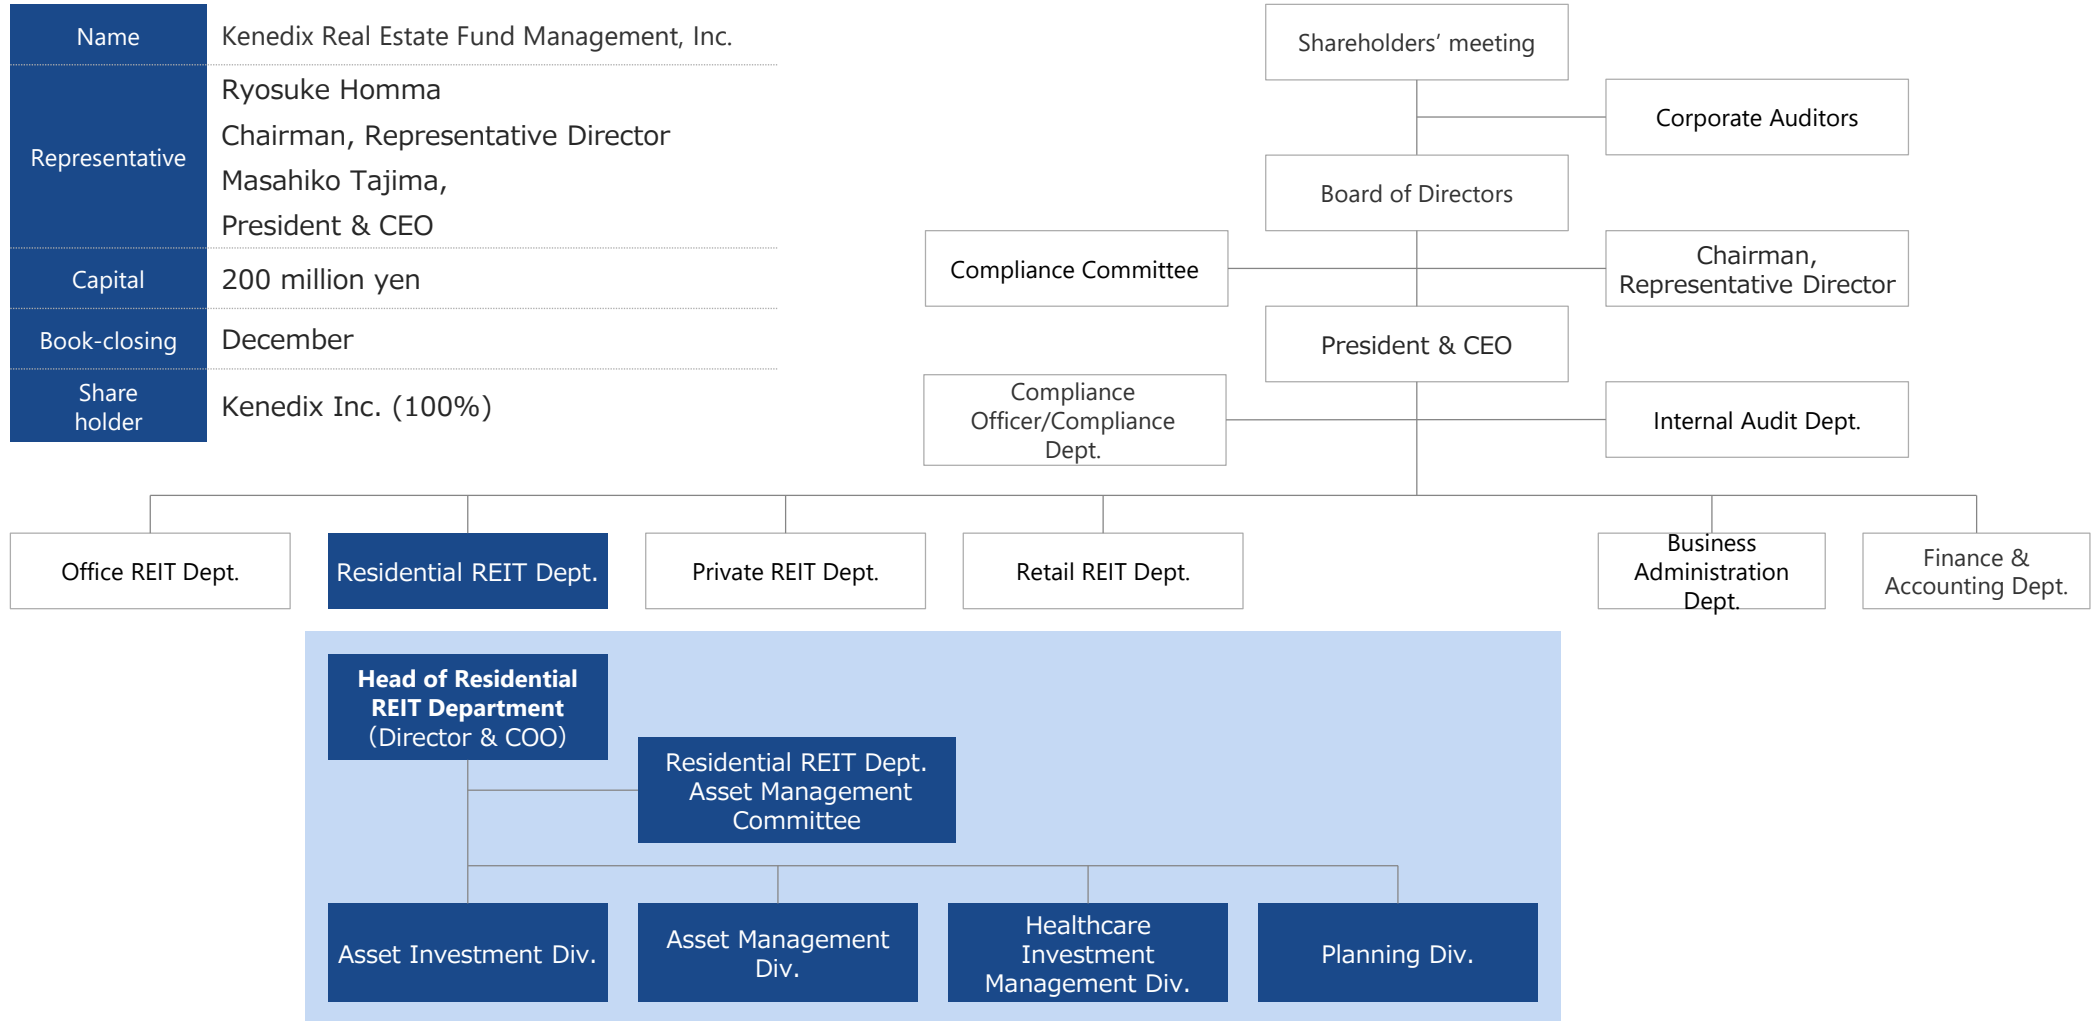 Name
Kenedix Real Estate Fund Management, Inc.
Representative
Ryosuke Homma
Chairman, Representative Director
Masahiko Tajima,
President & CEO
Capital
200 million yen
Book-closing
December
Share
holder
Kenedix Inc. (100%)
Shareholders’ meeting
Corporate Auditors
Board of Directors
Compliance Committee
Chairman,
Representative Director
President & CEO
Compliance
Officer/Compliance
Dept.
Internal Audit Dept.
Office REIT Dept.
Residential REIT Dept.
Private REIT Dept.
Retail REIT Dept.
Business
Administration
Dept.
Finance &
Accounting Dept.
Head of Residential
REIT Department
(Director & COO)
Residential REIT Dept.
Asset Management
Committee
Asset Investment Div.
Asset Management
Div.
Healthcare
Investment
Management Div.
Planning Div.